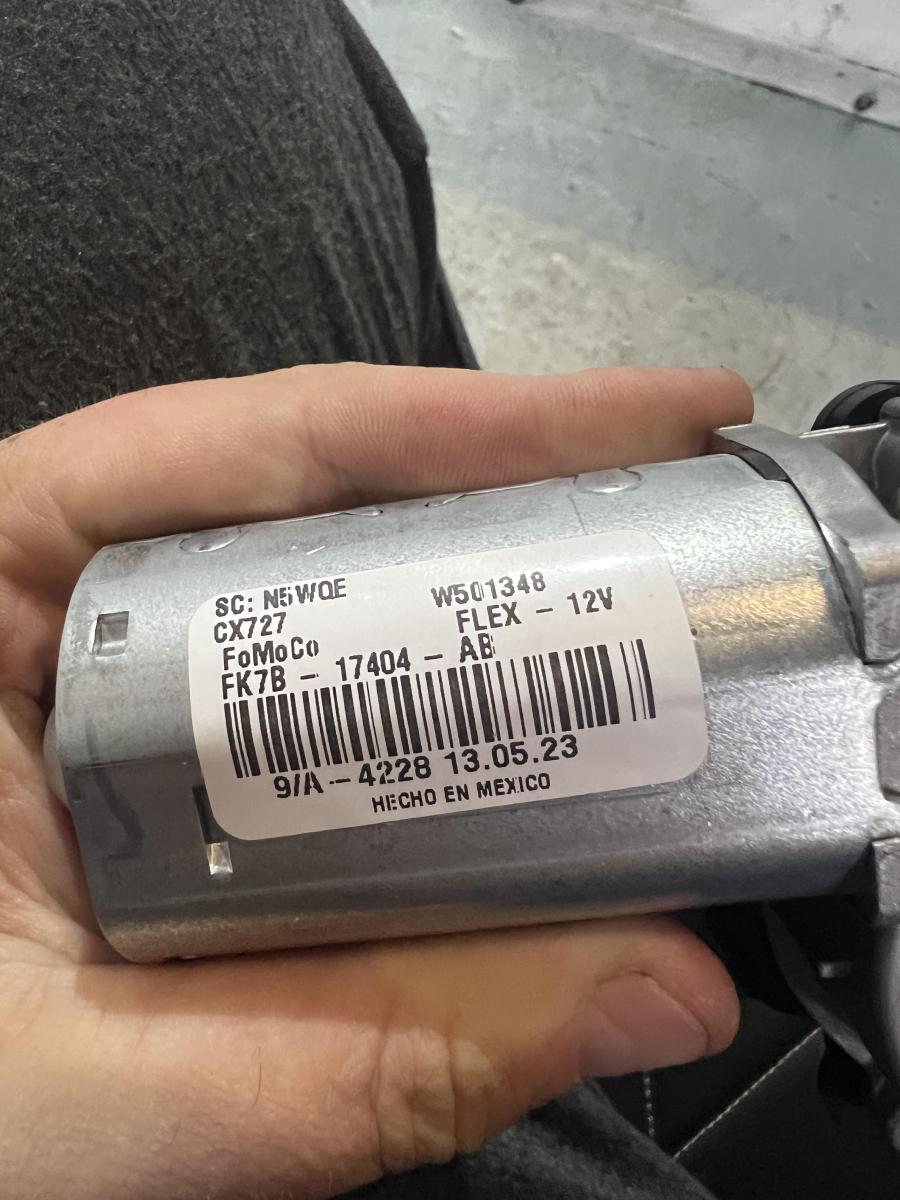 SC: N5WQE W501348
CX727 FLEX - 12V
FoMoCo
FK7B - 17404 - AB
9/A - 4228 13.05.23
HECHO EN MEXICO